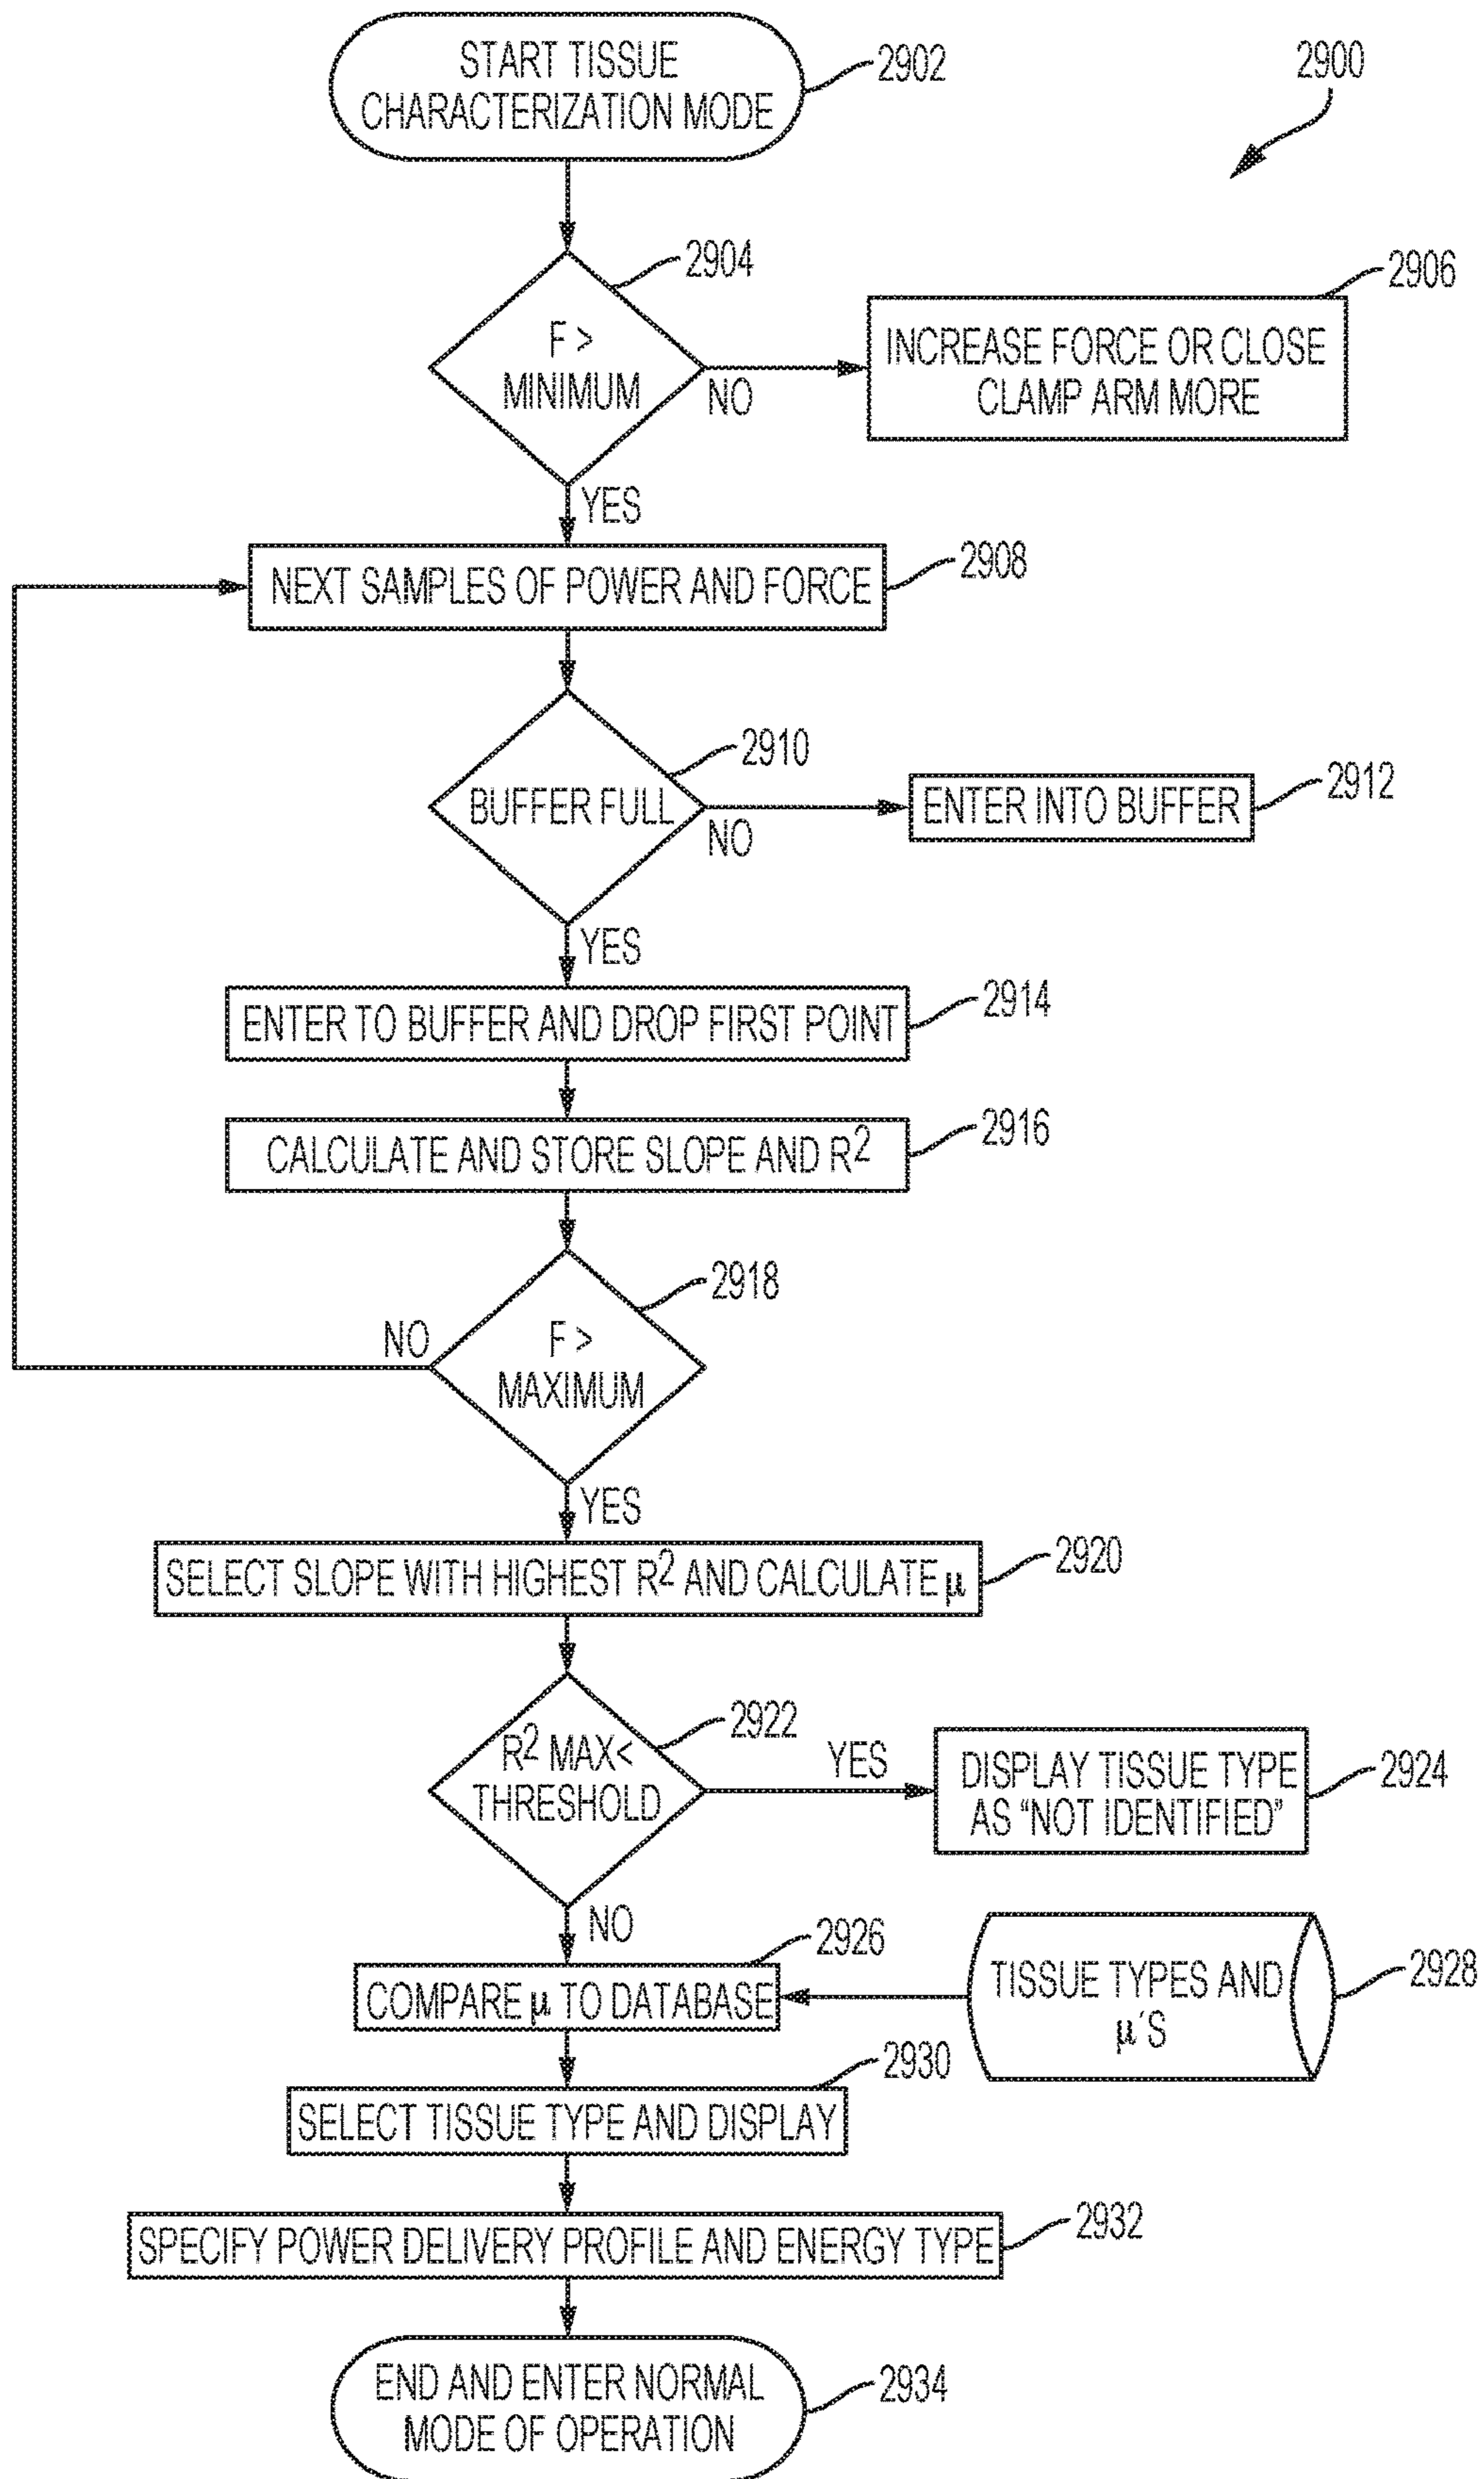 START TISSUE
CHARACTERIZATION MODE
2902
2900
2904
F >
MINIMUM
NO
YES
2906
INCREASE FORCE OR CLOSE
CLAMP ARM MORE
NEXT SAMPLES OF POWER AND FORCE
2908
2910
BUFFER FULL
NO
YES
ENTER INTO BUFFER
2912
ENTER TO BUFFER AND DROP FIRST POINT
2914
CALCULATE AND STORE SLOPE AND R²
2916
2918
NO
F >
MAXIMUM
YES
SELECT SLOPE WITH HIGHEST R² AND CALCULATE μ
2920
2922
R² MAX<
THRESHOLD
YES
NO
DISPLAY TISSUE TYPE
AS "NOT IDENTIFIED"
2924
2926
COMPARE μ TO DATABASE
TISSUE TYPES AND
μ'S
2928
2930
SELECT TISSUE TYPE AND DISPLAY
SPECIFY POWER DELIVERY PROFILE AND ENERGY TYPE
2932
END AND ENTER NORMAL
MODE OF OPERATION
2934